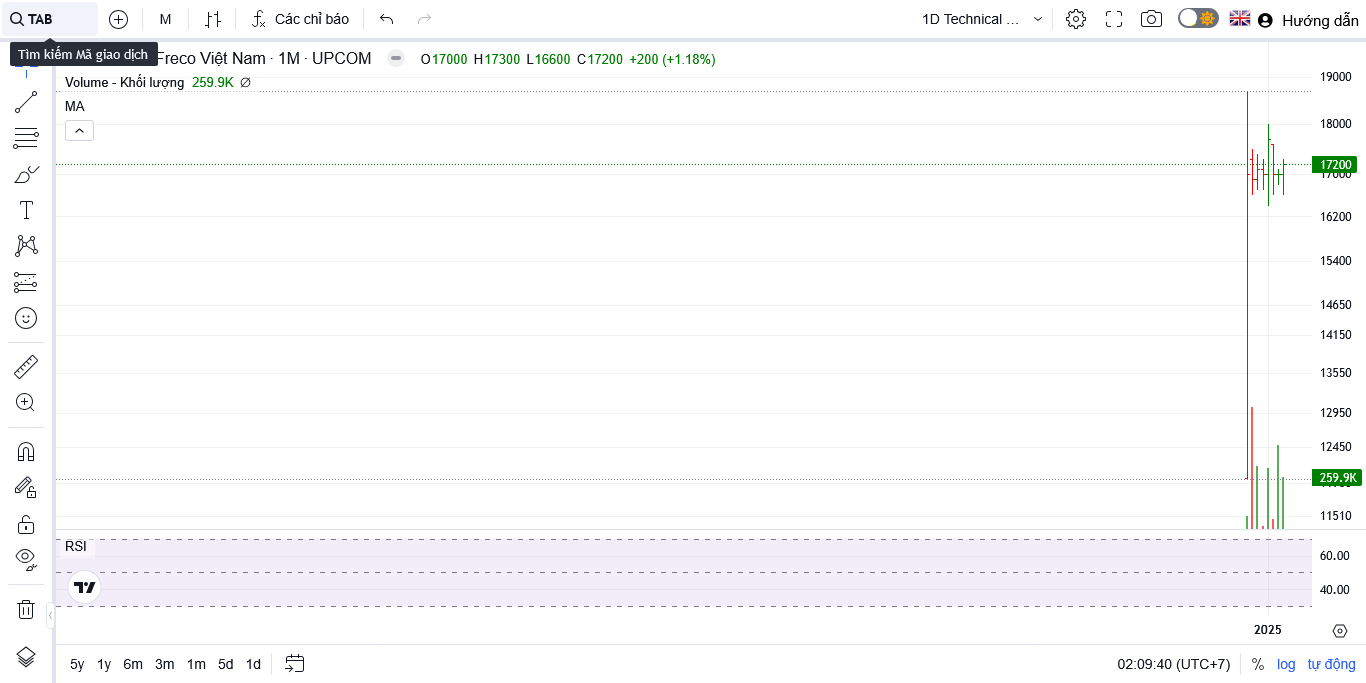 TAB
M
Các chỉ báo
1D Technical ...
Hướng dẫn
Tìm kiếm Mã giao dịch
Freco Việt Nam · 1M · UPCOM
O17000 H17300 L16600 C17200 +200 (+1.18%)
Volume - Khối lượng 259.9K ∅
MA
19000
18000
17200
17000
16200
15400
14650
14150
13550
12950
12450
259.9K
11510
RSI
60.00
40.00
2025
5y 1y 6m 3m 1m 5d 1d
02:09:40 (UTC+7)
%
log
tự động